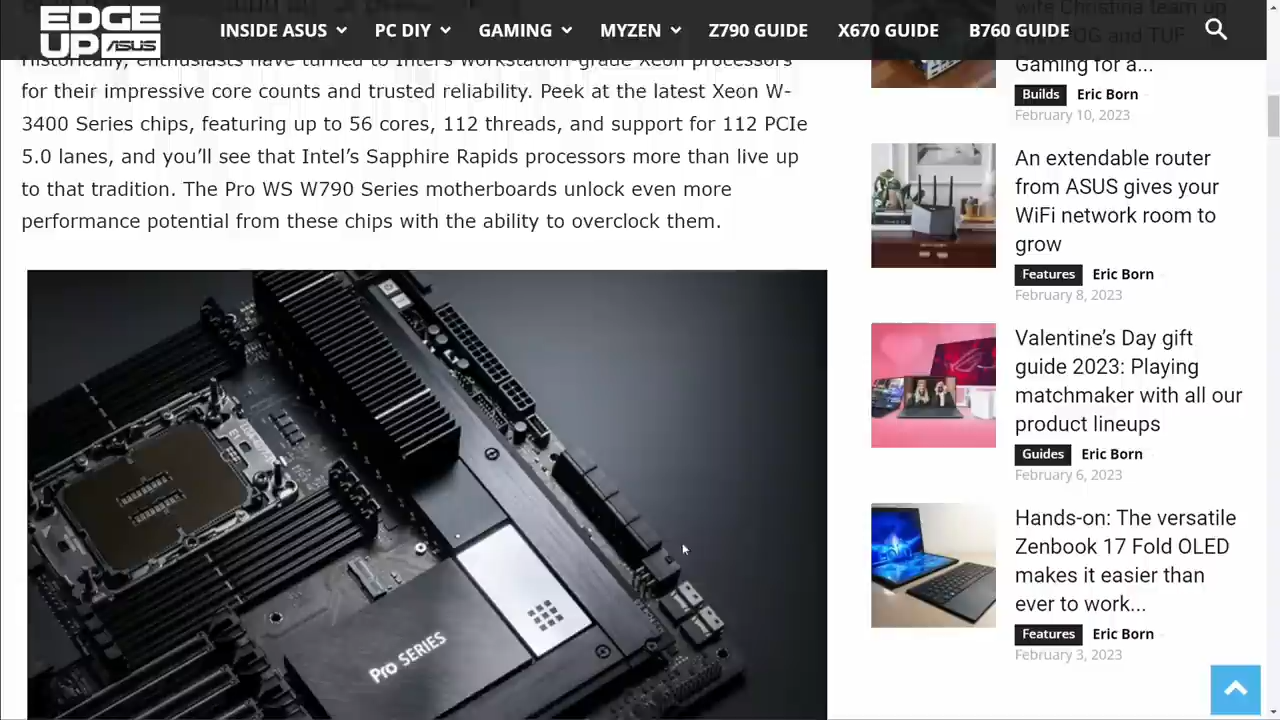 EDGE
UP ASUS
INSIDE ASUS
PC DIY
GAMING
MYZEN
Z790 GUIDE
X670 GUIDE
B760 GUIDE
Historically, enthusiasts have turned to Intel's workstation-grade Xeon processors
for their impressive core counts and trusted reliability. Peek at the latest Xeon W-
3400 Series chips, featuring up to 56 cores, 112 threads, and support for 112 PCIe
5.0 lanes, and you’ll see that Intel’s Sapphire Rapids processors more than live up
to that tradition. The Pro WS W790 Series motherboards unlock even more
performance potential from these chips with the ability to overclock them.
Pro SERIES
wife Christina team up
and TUF
Gaming for a...
Builds Eric Born -
February 10, 2023
An extendable router
from ASUS gives your
WiFi network room to
grow
Features Eric Born -
February 8, 2023
Valentine’s Day gift
guide 2023: Playing
matchmaker with all our
product lineups
Guides Eric Born -
February 6, 2023
Hands-on: The versatile
Zenbook 17 Fold OLED
makes it easier than
ever to work...
Features Eric Born -
February 3, 2023